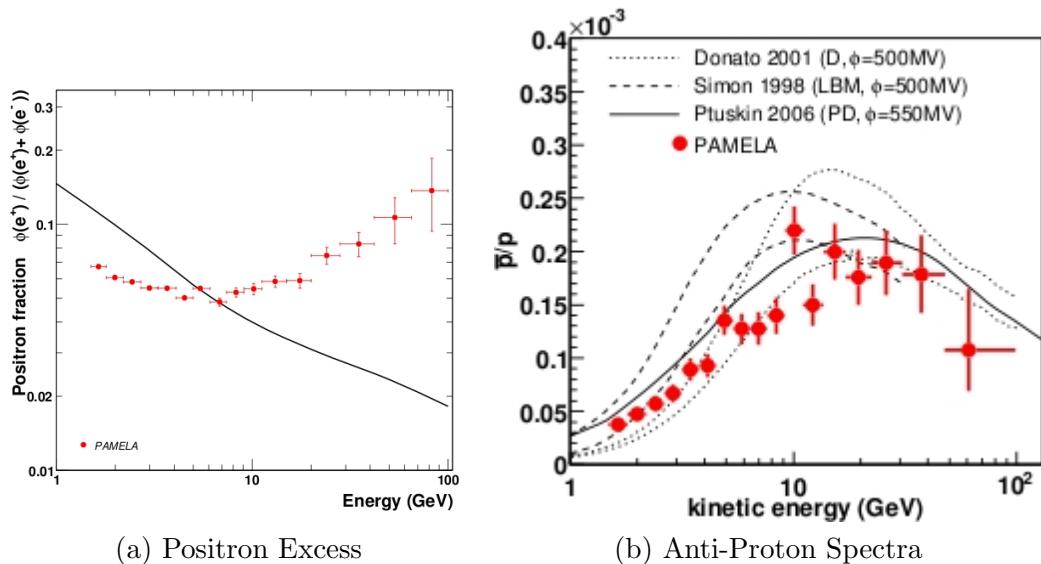 Positron fraction φ(e⁺) / (φ(e⁺)+ φ(e⁻))
0.3
0.2
0.1
0.02
0.01
PAMELA
1 10 100
Energy (GeV)
(a) Positron Excess
×10⁻³
p̅/p
0.4
0.35
0.3
0.25
0.2
0.15
0.1
0.05
0
Donato 2001 (D, ϕ=500MV)
Simon 1998 (LBM, ϕ=500MV)
Ptuskin 2006 (PD, ϕ=550MV)
PAMELA
1 10 10²
kinetic energy (GeV)
(b) Anti-Proton Spectra